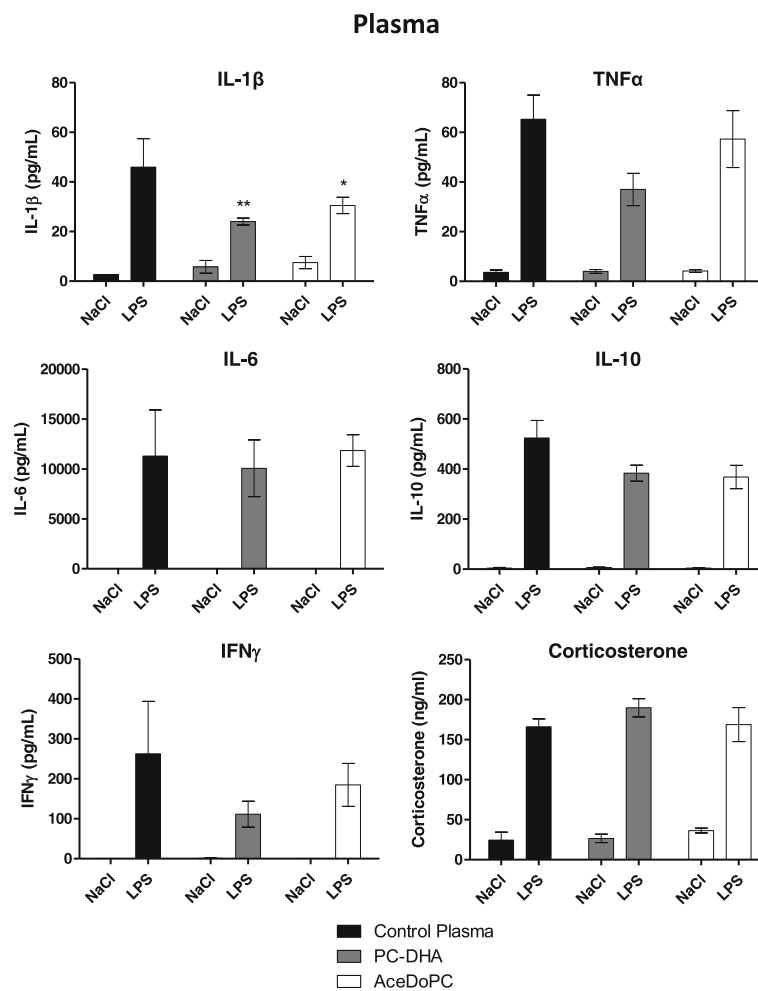 Plasma
IL-1β
IL-1β (pg/mL)
80
60
40
20
0
**
*
NaCl
LPS
NaCl
LPS
NaCl
LPS
TNFα
TNFα (pg/mL)
80
60
40
20
0
NaCl
LPS
NaCl
LPS
NaCl
LPS
IL-6
IL-6 (pg/mL)
20000
15000
10000
5000
0
NaCl
LPS
NaCl
LPS
NaCl
LPS
IL-10
IL-10 (pg/mL)
800
600
400
200
0
NaCl
LPS
NaCl
LPS
NaCl
LPS
IFNγ
IFNγ (pg/mL)
500
400
300
200
100
0
NaCl
LPS
NaCl
LPS
NaCl
LPS
Corticosterone
Corticosterone (ng/ml)
250
200
150
100
50
0
NaCl
LPS
NaCl
LPS
NaCl
LPS
Control Plasma
PC-DHA
AceDoPC